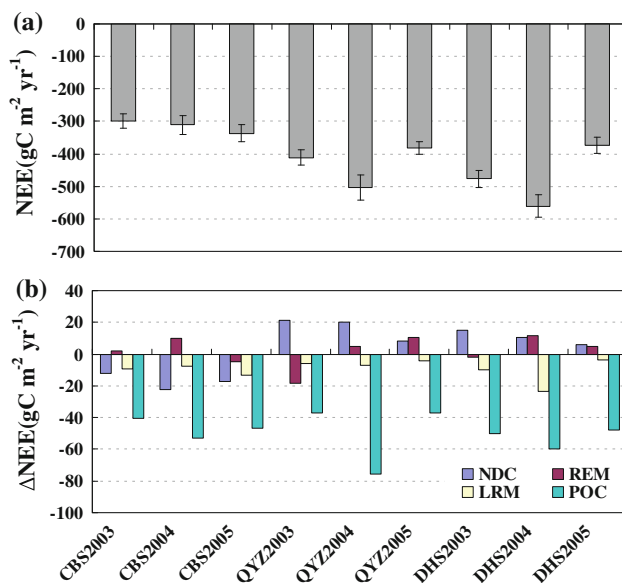 (a)
0
-100
-200
-300
-400
-500
-600
-700
NEE(gC m⁻² yr⁻¹)
(b)
40
20
0
-20
-40
-60
-80
-100
ΔNEE(gC m⁻² yr⁻¹)
NDC REM
LRM POC
CBS2003 CBS2004 CBS2005 QYZ2003 QYZ2004 QYZ2005 DHS2003 DHS2004 DHS2005